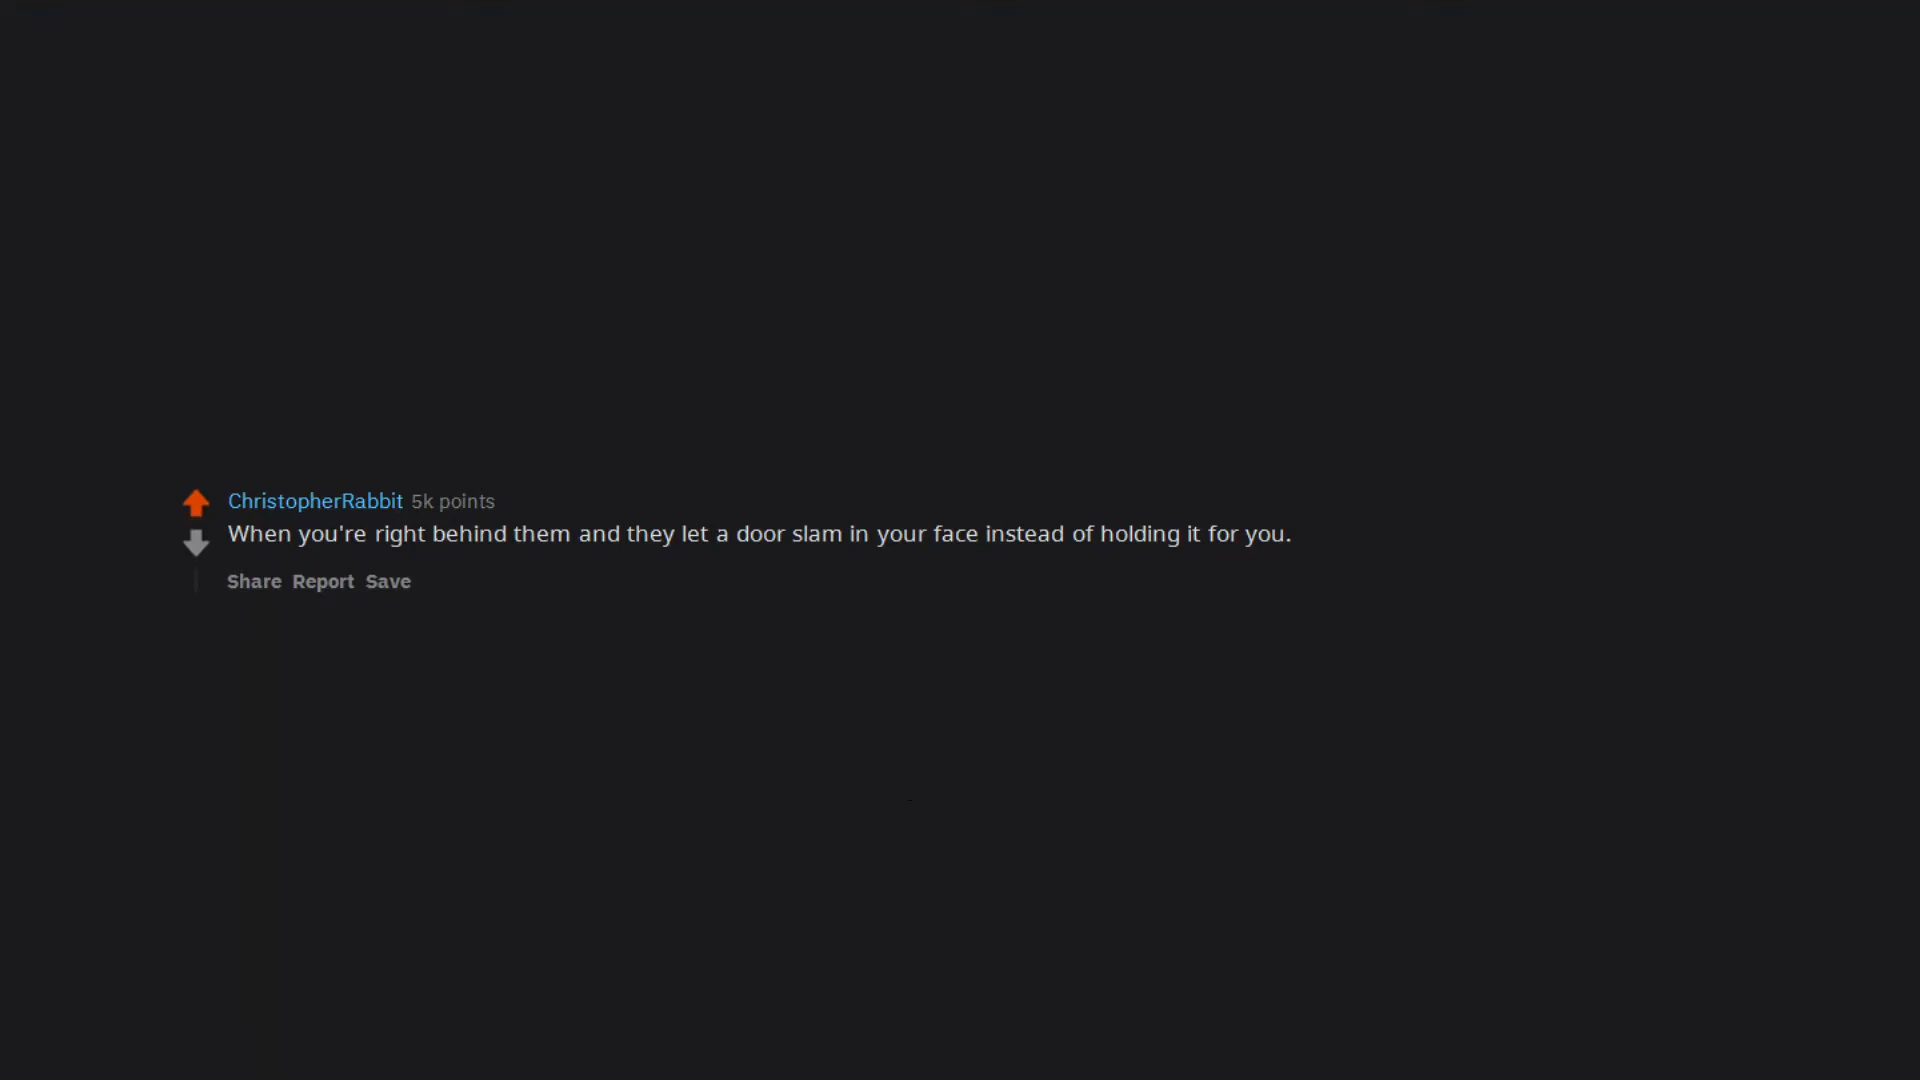 ChristopherRabbit 5k points
When you're right behind them and they let a door slam in your face instead of holding it for you.
Share Report Save